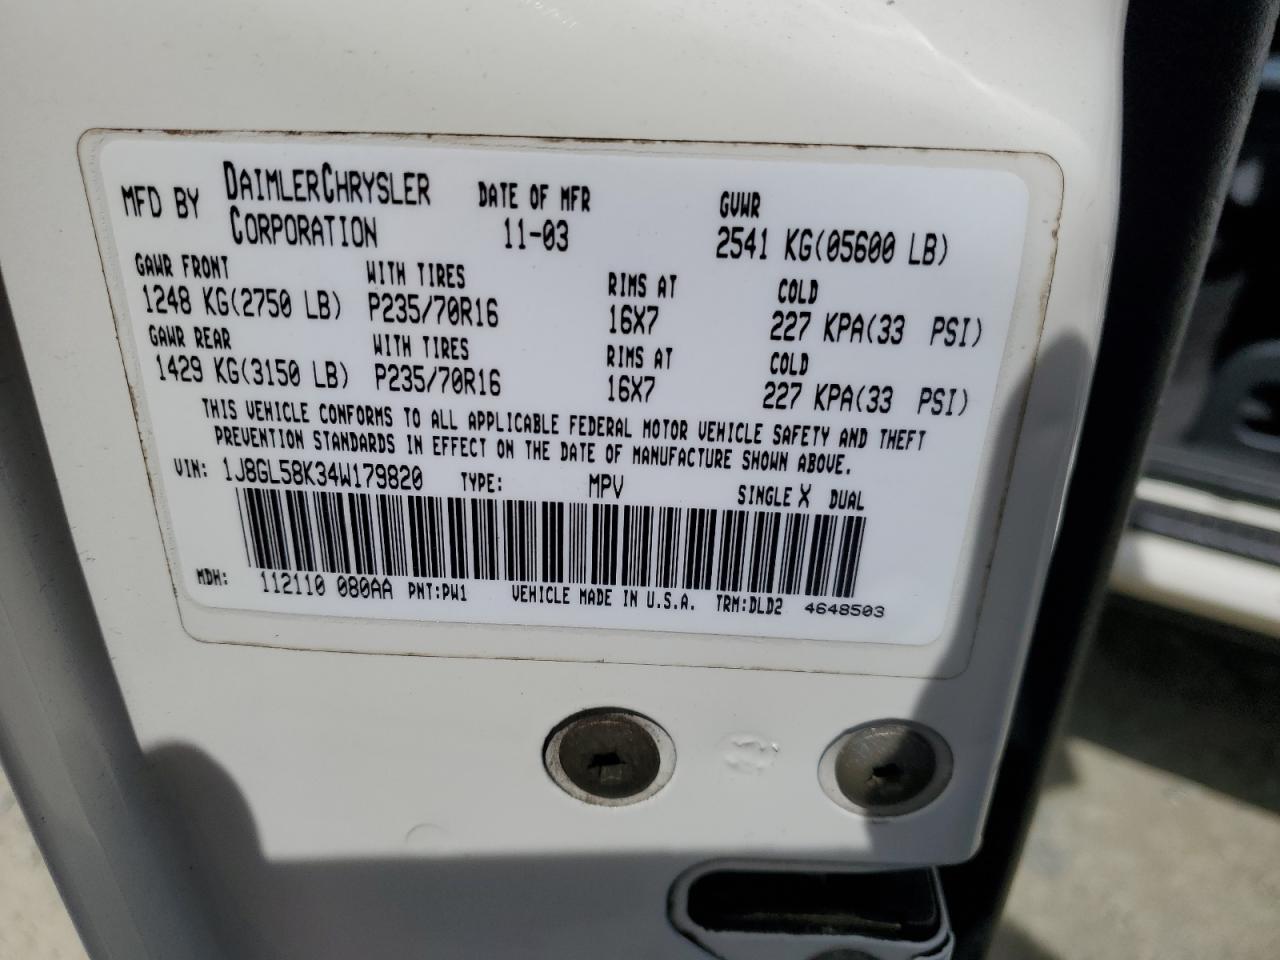 MFD BY DAIMLERCHRYSLER CORPORATION DATE OF MFR 11-03 GVWR 2541 KG(05600 LB)
GAWR FRONT WITH TIRES RIMS AT COLD
1248 KG(2750 LB) P235/70R16 16X7 227 KPA(33 PSI)
GAWR REAR WITH TIRES RIMS AT COLD
1429 KG(3150 LB) P235/70R16 16X7 227 KPA(33 PSI)
THIS VEHICLE CONFORMS TO ALL APPLICABLE FEDERAL MOTOR VEHICLE SAFETY AND THEFT
PREVENTION STANDARDS IN EFFECT ON THE DATE OF MANUFACTURE SHOWN ABOVE.
VIN: 1J8GL58K34W179820 TYPE: MPV SINGLE X DUAL
MDH: 112110 080AA PNT:PW1 VEHICLE MADE IN U.S.A. TRM:DLD2 4648503